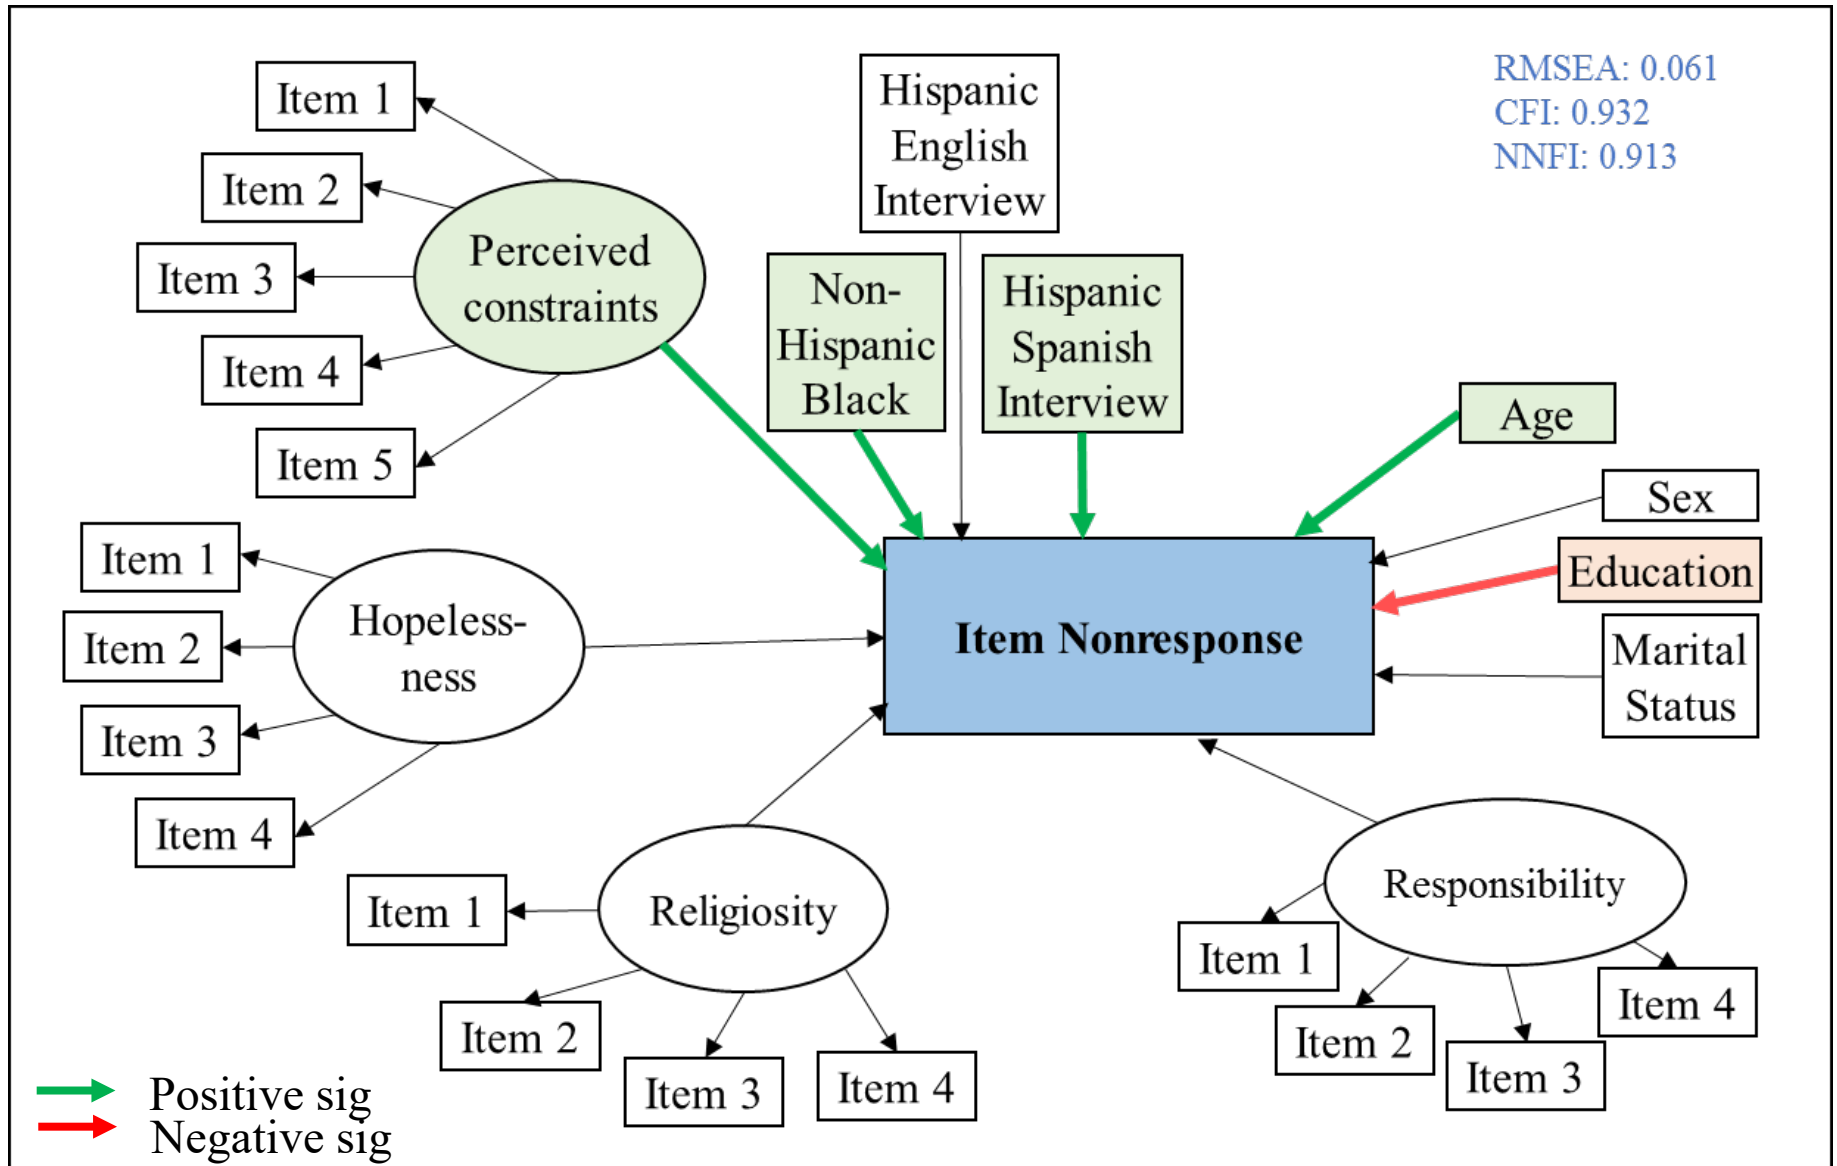 RMSEA: 0.061
CFI: 0.932
NNFI: 0.913
Item 1
Item 2
Item 3
Item 4
Item 5
Perceived
constraints
Hispanic
English
Interview
Non-
Hispanic
Black
Hispanic
Spanish
Interview
Age
Sex
Education
Marital
Status
Item Nonresponse
Item 1
Item 2
Item 3
Item 4
Hopeless-
ness
Item 1
Item 2
Item 3
Item 4
Religiosity
Responsibility
Item 1
Item 2
Item 3
Item 4
Positive sig
Negative sig